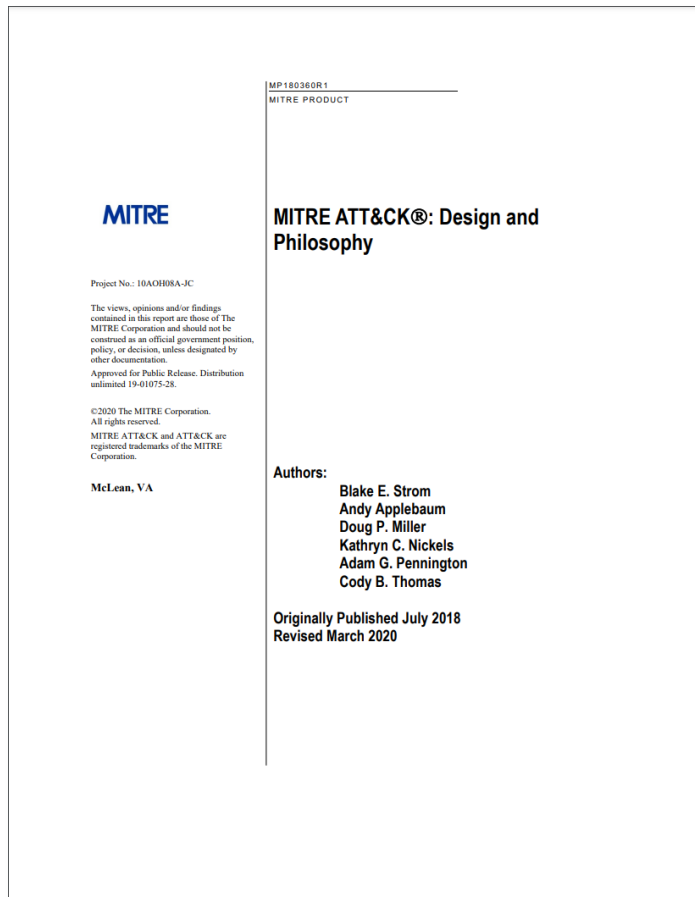 MP180360R1
MITRE PRODUCT
MITRE
MITRE ATT&CK®: Design and
Philosophy
Project No.: 10AOH08A-JC
The views, opinions and/or findings
contained in this report are those of The
MITRE Corporation and should not be
construed as an official government position,
policy, or decision, unless designated by
other documentation.
Approved for Public Release. Distribution
unlimited 19-01075-28.
©2020 The MITRE Corporation.
All rights reserved.
MITRE ATT&CK and ATT&CK are
registered trademarks of the MITRE
Corporation.
McLean, VA
Authors:
Blake E. Strom
Andy Applebaum
Doug P. Miller
Kathryn C. Nickels
Adam G. Pennington
Cody B. Thomas
Originally Published July 2018
Revised March 2020